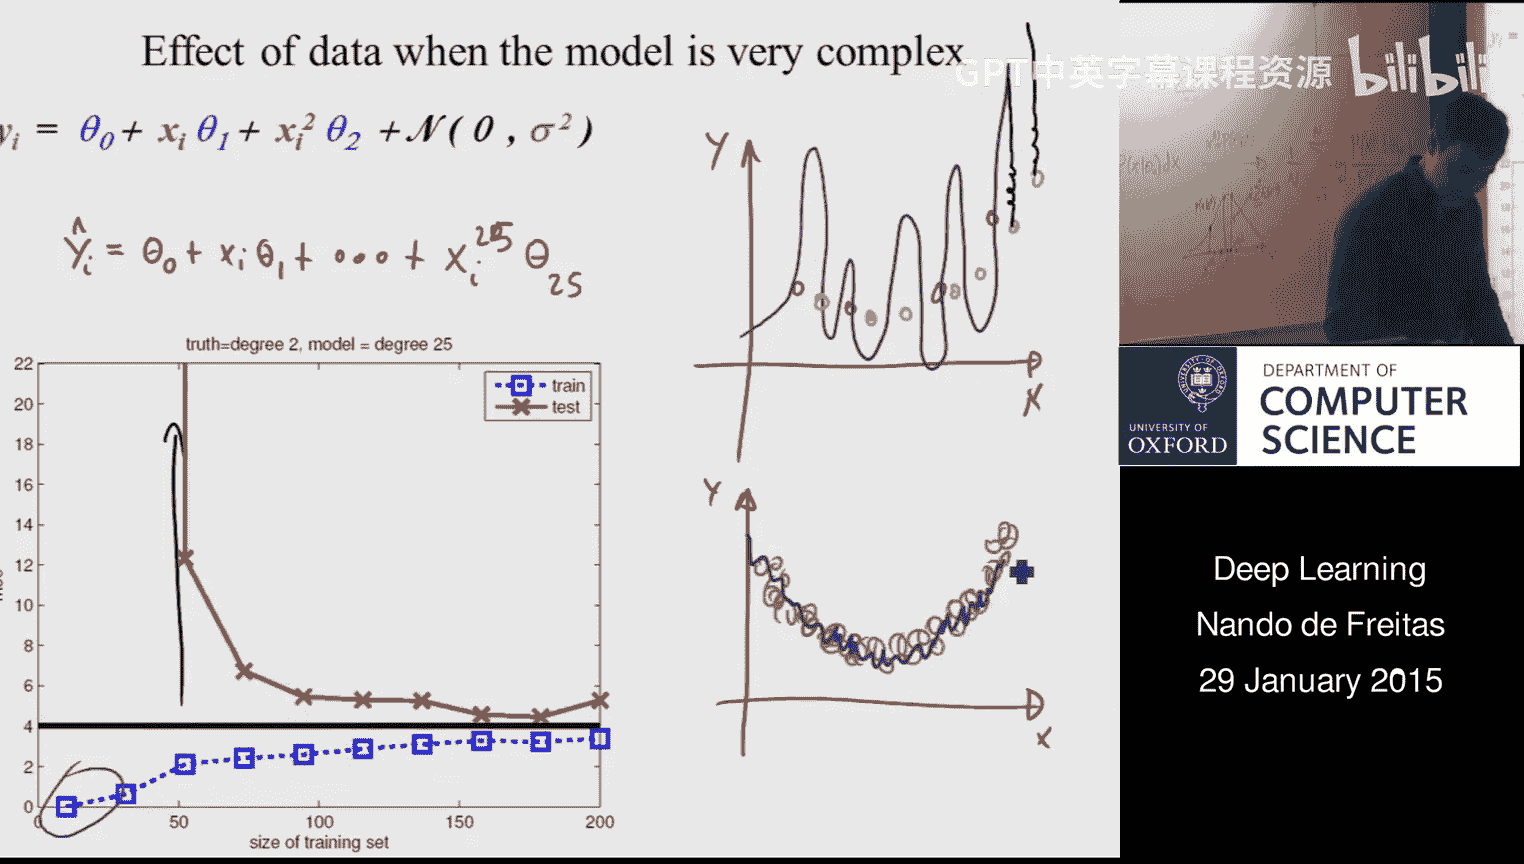 Effect of data when the model is very complex
GPT中英字幕课程资源 bilibili
yᵢ = θ₀ + xᵢ θ₁ + xᵢ² θ₂ + 𝒩 ( 0 , σ² )
Ŷᵢ = θ₀ + xᵢ θ₁ + ... + xᵢ²⁵ θ₂₅
truth=degree 2, model = degree 25
22
20
18
16
14
12
10
8
6
4
2
0
train
test
0 50 100 150 200
size of training set
Y
X
Y
X
UNIVERSITY OF
OXFORD
DEPARTMENT OF
COMPUTER
SCIENCE
Deep Learning
Nando de Freitas
29 January 2015